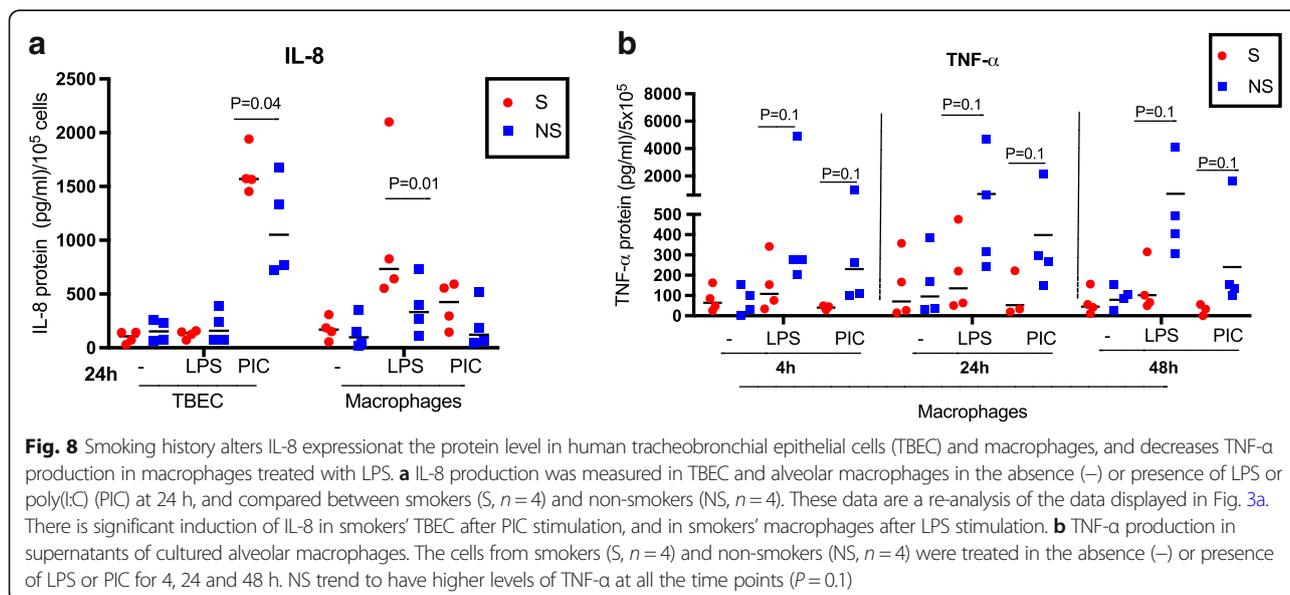 a
IL-8
S
NS
IL-8 protein (pg/ml)/10⁵ cells
2500
2000
1500
1000
500
0
P=0.04
P=0.01
24h
- LPS PIC - LPS PIC
TBEC Macrophages
b
TNF-α
S
NS
TNF-α protein (pg/ml)/5x10⁵
8000
6000
4000
2000
500
400
300
200
100
0
P=0.1
P=0.1
P=0.1
P=0.1
P=0.1
P=0.1
- LPS PIC - LPS PIC - LPS PIC
4h 24h 48h
Macrophages
Fig. 8 Smoking history alters IL-8 expressionat the protein level in human tracheobronchial epithelial cells (TBEC) and macrophages, and decreases TNF-α
production in macrophages treated with LPS. a IL-8 production was measured in TBEC and alveolar macrophages in the absence (−) or presence of LPS or
poly(I:C) (PIC) at 24 h, and compared between smokers (S, n = 4) and non-smokers (NS, n = 4). These data are a re-analysis of the data displayed in Fig. 3a.
There is significant induction of IL-8 in smokers’ TBEC after PIC stimulation, and in smokers’ macrophages after LPS stimulation. b TNF-α production in
supernatants of cultured alveolar macrophages. The cells from smokers (S, n = 4) and non-smokers (NS, n = 4) were treated in the absence (−) or presence
of LPS or PIC for 4, 24 and 48 h. NS trend to have higher levels of TNF-α at all the time points (P = 0.1)